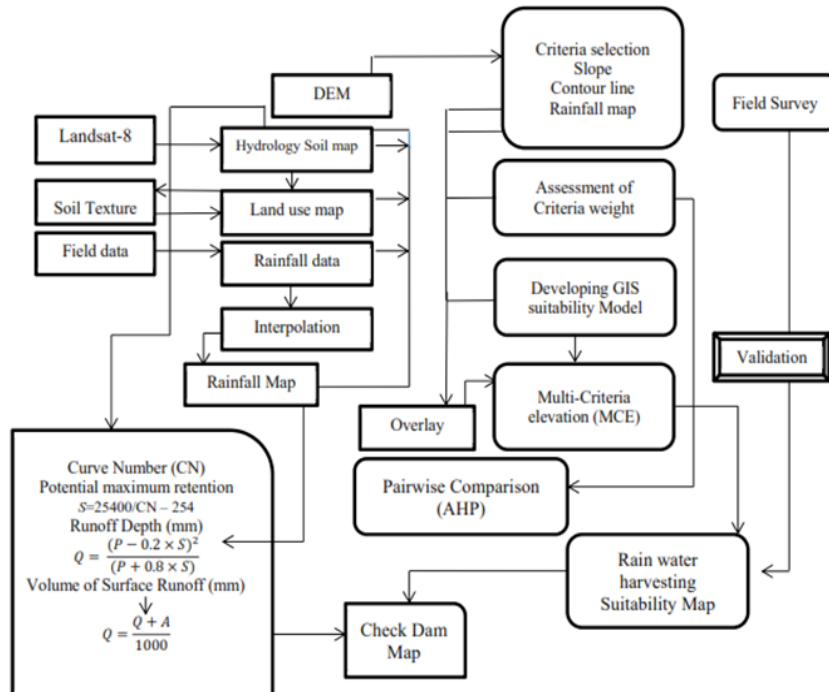 DEM
Criteria selection
Slope
Contour line
Rainfall map
Field Survey
Landsat-8
Hydrology Soil map
Assessment of
Criteria weight
Soil Texture
Land use map
Field data
Rainfall data
Developing GIS
suitability Model
Interpolation
Validation
Rainfall Map
Overlay
Multi-Criteria
elevation (MCE)
Pairwise Comparison
(AHP)
Curve Number (CN)
Potential maximum retention
S=25400/CN – 254
Runoff Depth (mm)
Q = (P − 0.2 × S)² / (P + 0.8 × S)
Volume of Surface Runoff (mm)
Q = Q + A / 1000
Rain water
harvesting
Suitability Map
Check Dam
Map